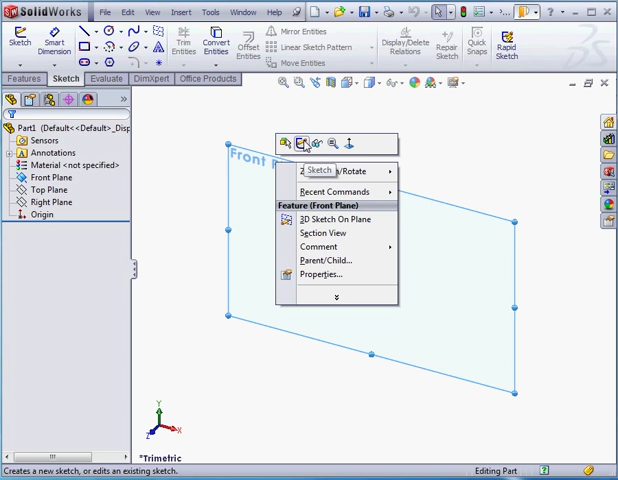 SolidWorks
File Edit View Insert Tools Window Help
Sketch
Smart Dimension
Trim Entities
Convert Entities
Offset Entities
Mirror Entities
Linear Sketch Pattern
Move Entities
Display/Delete Relations
Repair Sketch
Quick Snaps
Rapid Sketch
Features Sketch Evaluate DimXpert Office Products
Part1 (Default<<Default>_Disp
Sensors
Annotations
Material <not specified>
Front Plane
Top Plane
Right Plane
Origin
Front
/Rotate
Sketch
Recent Commands
Feature (Front Plane)
3D Sketch On Plane
Section View
Comment
Parent/Child...
Properties...
Y
X
Z
*Trimetric
Creates a new sketch, or edits an existing sketch.
Editing Part